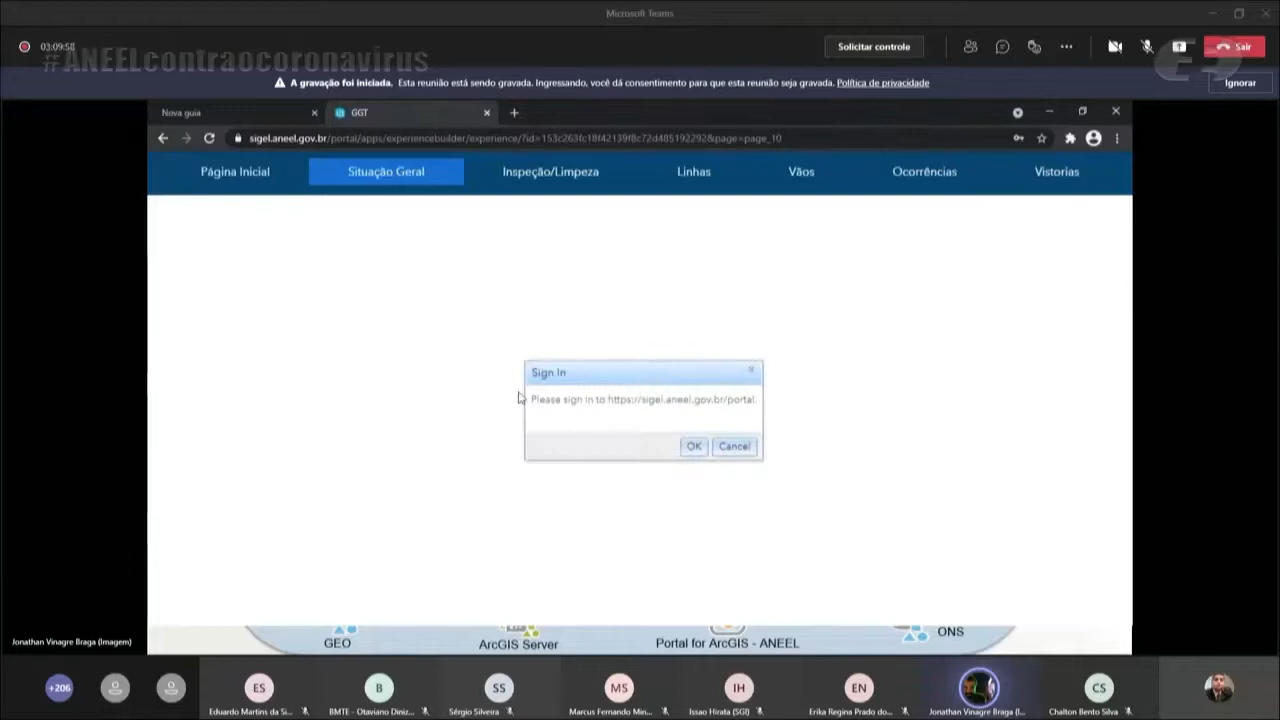 Microsoft Teams
03:09:58
#ANEELcontraocoronavirus
Solicitar controle
Sair
A gravação foi iniciada. Esta reunião está sendo gravada. Ingressando, você dá consentimento para que esta reunião seja gravada. Política de privacidade
Ignorar
Nova guia
GGT
sigel.aneel.gov.br/portal/apps/experiencebuilder/experience/?id=153c263fc18f42139f8c72d485192292&page=page_10
Página Inicial
Situação Geral
Inspeção/Limpeza
Linhas
Vãos
Ocorrências
Vistorias
Sign In
Please sign in to https://sigel.aneel.gov.br/portal.
OK
Cancel
Jonathan Vinagre Braga (Imagem)
GEO
ArcGIS Server
Portal for ArcGIS - ANEEL
ONS
+206
ES
B
SS
MS
IH
EN
CS
Eduardo Martins da Si...
BMTE - Otaviano Diniz...
Sérgio Silveira
Marcus Fernando Min...
Issao Hirata (SGI)
Erika Regina Prado do...
Jonathan Vinagre Braga (I...
Chalton Bento Silva